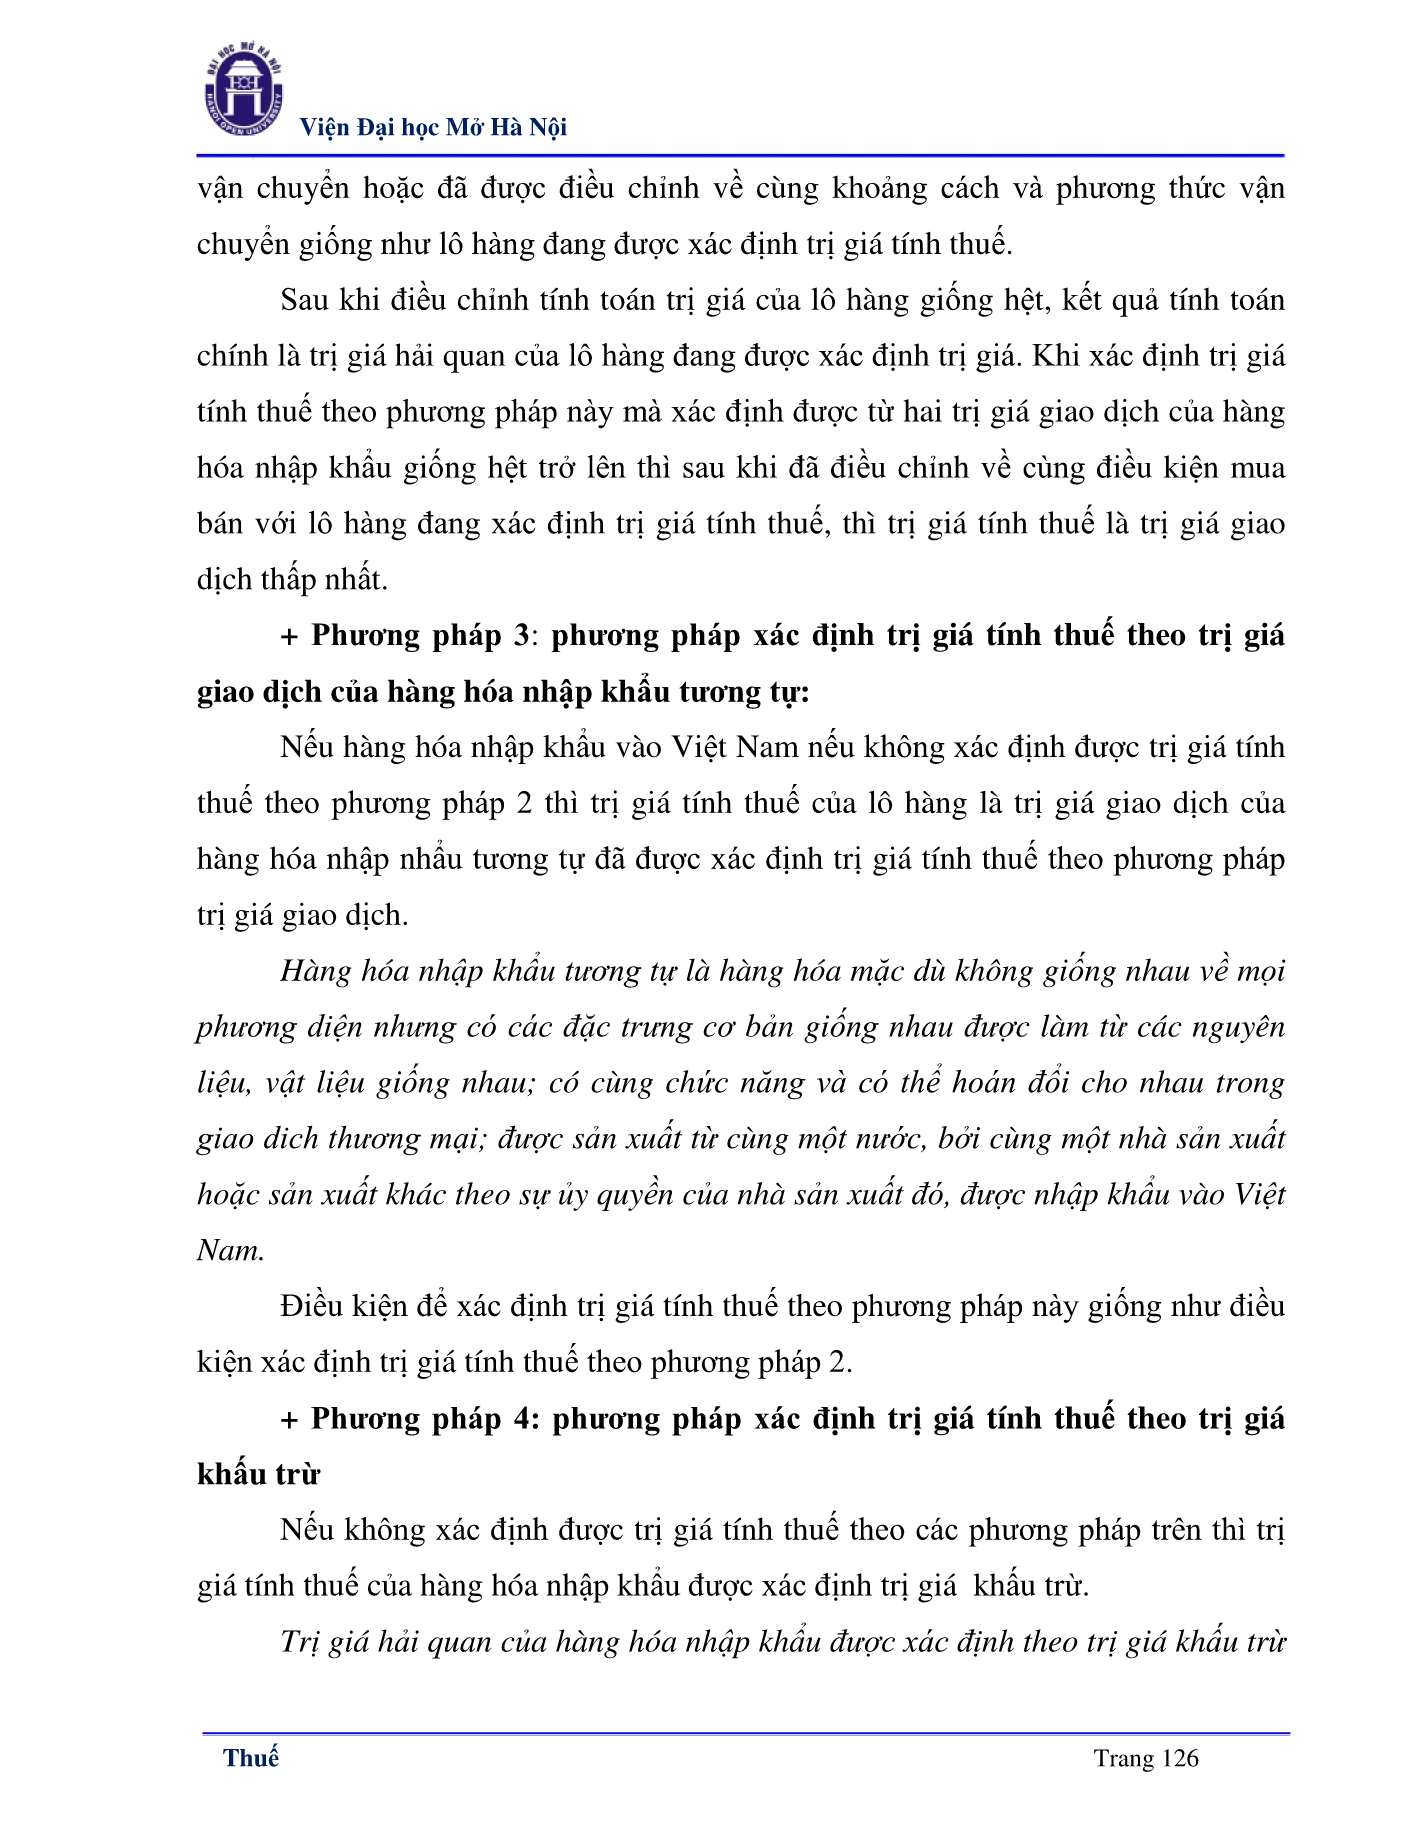 ĐẠI HỌC MỞ HÀ NỘI
HANOI OPEN UNIVERSITY
Viện Đại học Mở Hà Nội
vận chuyển hoặc đã được điều chỉnh về cùng khoảng cách và phương thức vận
chuyển giống như lô hàng đang được xác định trị giá tính thuế.
Sau khi điều chỉnh tính toán trị giá của lô hàng giống hệt, kết quả tính toán
chính là trị giá hải quan của lô hàng đang được xác định trị giá. Khi xác định trị giá
tính thuế theo phương pháp này mà xác định được từ hai trị giá giao dịch của hàng
hóa nhập khẩu giống hệt trở lên thì sau khi đã điều chỉnh về cùng điều kiện mua
bán với lô hàng đang xác định trị giá tính thuế, thì trị giá tính thuế là trị giá giao
dịch thấp nhất.
+ Phương pháp 3: phương pháp xác định trị giá tính thuế theo trị giá
giao dịch của hàng hóa nhập khẩu tương tự:
Nếu hàng hóa nhập khẩu vào Việt Nam nếu không xác định được trị giá tính
thuế theo phương pháp 2 thì trị giá tính thuế của lô hàng là trị giá giao dịch của
hàng hóa nhập nhẩu tương tự đã được xác định trị giá tính thuế theo phương pháp
trị giá giao dịch.
Hàng hóa nhập khẩu tương tự là hàng hóa mặc dù không giống nhau về mọi
phương diện nhưng có các đặc trưng cơ bản giống nhau được làm từ các nguyên
liệu, vật liệu giống nhau; có cùng chức năng và có thể hoán đổi cho nhau trong
giao dich thương mại; được sản xuất từ cùng một nước, bởi cùng một nhà sản xuất
hoặc sản xuất khác theo sự ủy quyền của nhà sản xuất đó, được nhập khẩu vào Việt
Nam.
Điều kiện để xác định trị giá tính thuế theo phương pháp này giống như điều
kiện xác định trị giá tính thuế theo phương pháp 2.
+ Phương pháp 4: phương pháp xác định trị giá tính thuế theo trị giá
khấu trừ
Nếu không xác định được trị giá tính thuế theo các phương pháp trên thì trị
giá tính thuế của hàng hóa nhập khẩu được xác định trị giá  khấu trừ.
Trị giá hải quan của hàng hóa nhập khẩu được xác định theo trị giá khấu trừ
Thuế
Trang 126